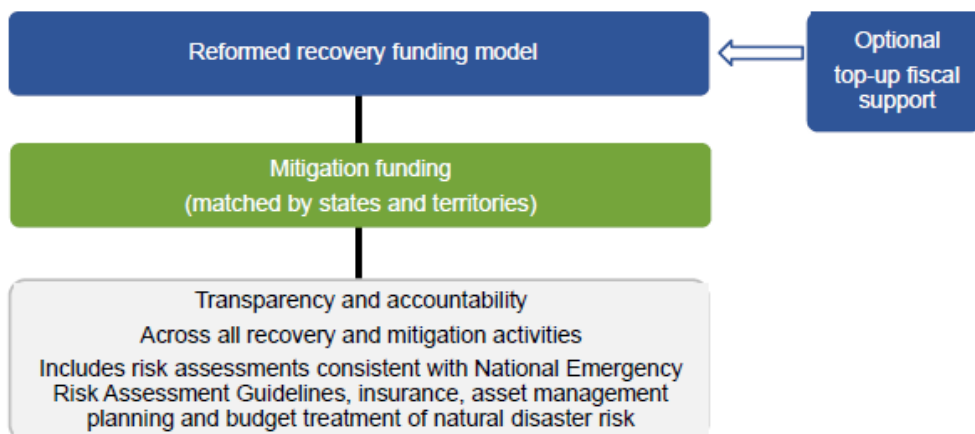 Reformed recovery funding model
Optional
top-up fiscal
support
Mitigation funding
(matched by states and territories)
Transparency and accountability
Across all recovery and mitigation activities
Includes risk assessments consistent with National Emergency
Risk Assessment Guidelines, insurance, asset management
planning and budget treatment of natural disaster risk